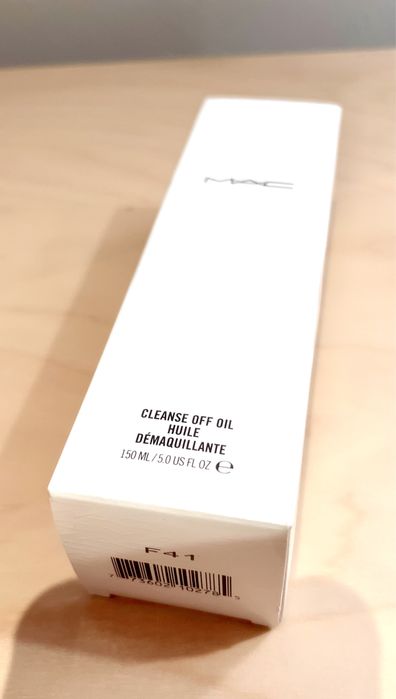 MAC
CLEANSE OFF OIL
HUILE
DÉMAQUILLANTE
150 ML / 5.0 US FL OZ ℮
F41